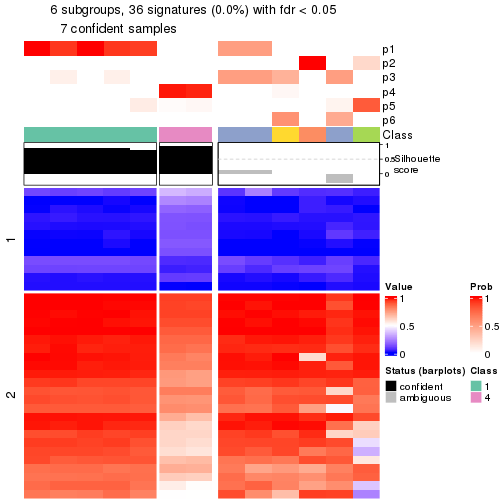 6 subgroups, 36 signatures (0.0%) with fdr < 0.05
7 confident samples
p1
p2
p3
p4
p5
p6
Class
1
0.5
0
Silhouette
score
1
2
Value
1
0.5
0
Prob
1
0.5
0
Status (barplots)
confident
ambiguous
Class
1
4